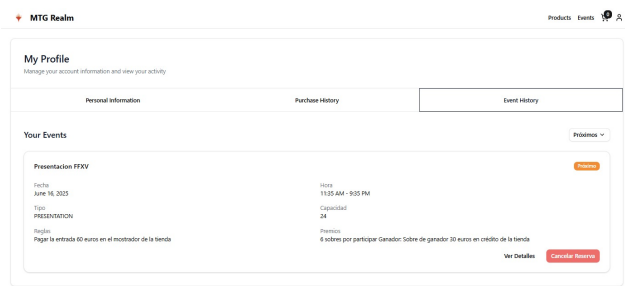 MTG Realm
Products Events 0
My Profile
Manage your account information and view your activity
Personal Information Purchase History Event History
Your Events
Próximos
Presentacion FFXV
Próximo
Fecha
June 16, 2025
Hora
11:35 AM - 9:35 PM
Tipo
PRESENTATION
Capacidad
24
Reglas
Pagar la entrada 60 euros en el mostrador de la tienda
Premios
6 sobres por participar Ganador: Sobre de ganador 30 euros en crédito de la tienda
Ver Detalles Cancelar Reserva